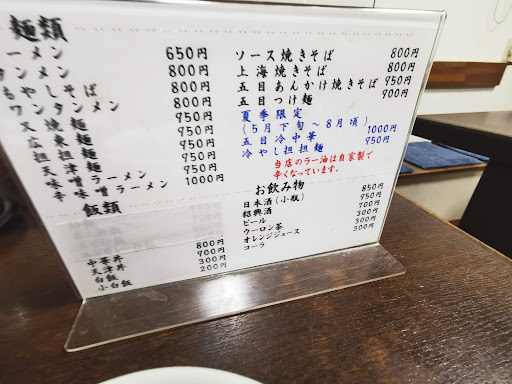 麺類
ーメン 650円
タンメン 800円
もやしそば 800円
ワンタンメン 800円
叉焼麺 950円
広東麺 950円
担担麺 950円
天津麺 950円
味噌ラーメン 950円
辛味噌ラーメン 1000円
飯類
中華丼 800円
天津丼 700円
白飯 300円
小白飯 200円
ソース焼きそば 800円
上海焼きそば 800円
五目あんかけ焼きそば 950円
五目つけ麺 900円
夏季限定
(5月下旬～8月頃)
五目冷中華 1000円
冷やし担担麺 950円
当店のラー油は自家製で
辛くなっています。
お飲み物
日本酒(小瓶) 850円
紹興酒 950円
ビール 700円
ウーロン茶 300円
オレンジジュース 300円
コーラ 300円